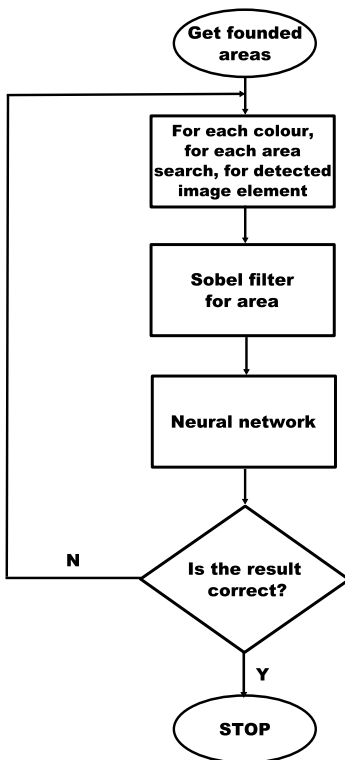 Get founded
areas
For each colour,
for each area
search, for detected
image element
Sobel filter
for area
Neural network
Is the result
correct?
N
Y
STOP